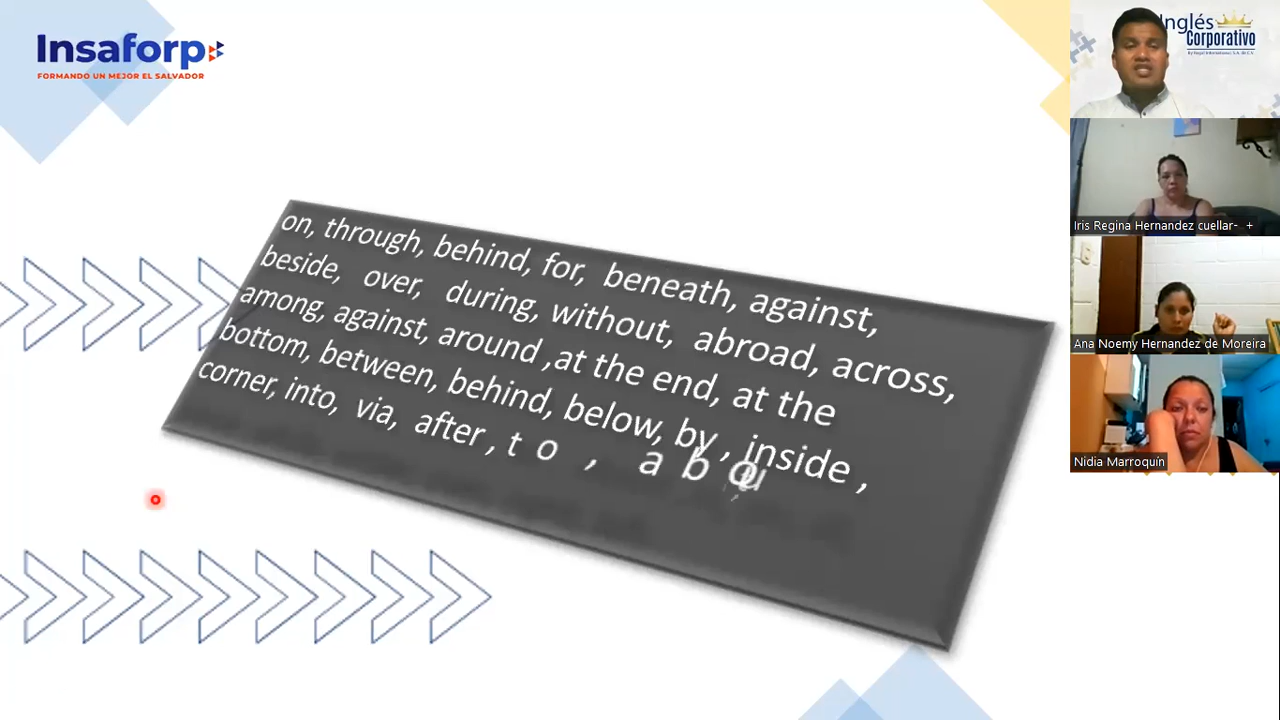 Insaforp
FORMANDO UN MEJOR EL SALVADOR
on, through, behind, for, beneath, against,
beside, over, during, without, abroad, across,
among, against, around ,at the end, at the
bottom, between, behind, below, by , inside ,
corner, into, via, after , t o ,
Inglés
Corporativo
Iris Regina Hernandez cuellar- +
Ana Noemy Hernandez de Moreira
Nidia Marroquín